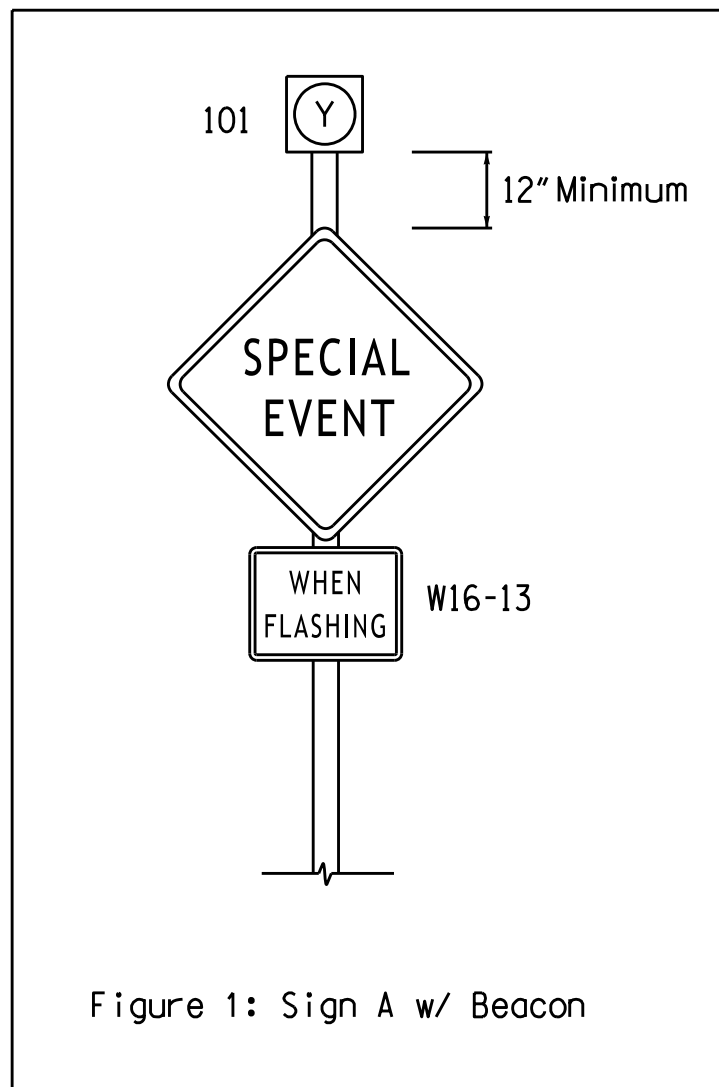 101
Y
12" Minimum
SPECIAL
EVENT
WHEN
FLASHING
W16-13
Figure 1: Sign A w/ Beacon